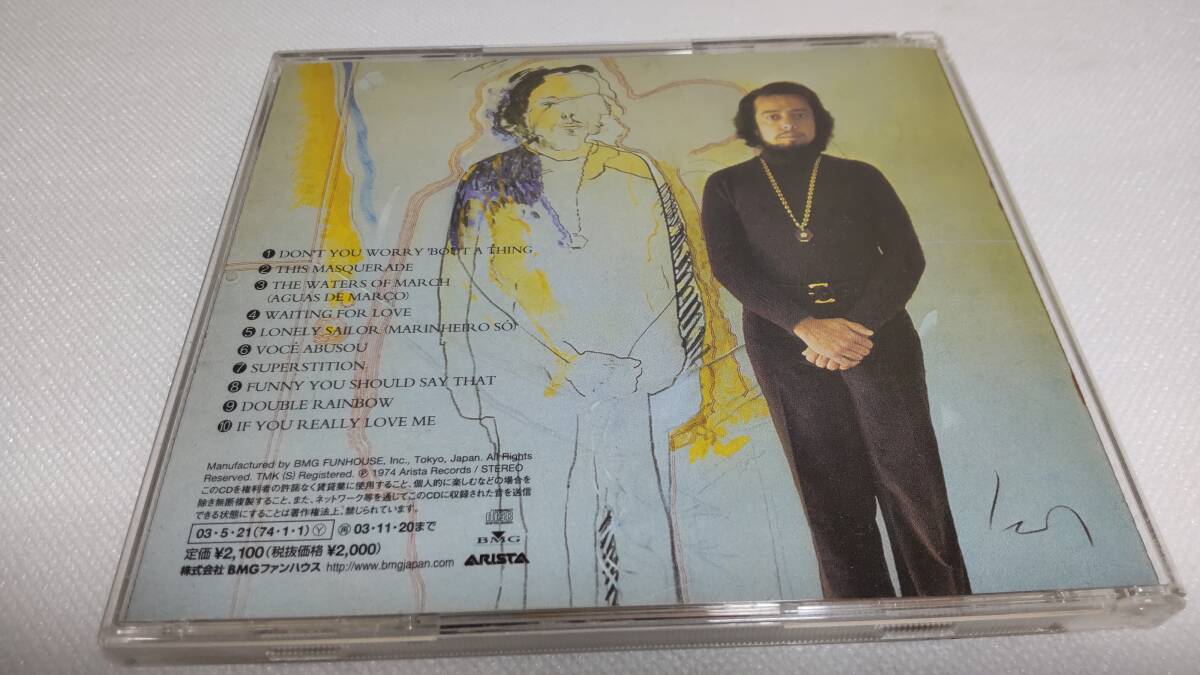 ❶ DON'T YOU WORRY 'BOUT A THING
❷ THIS MASQUERADE
❸ THE WATERS OF MARCH
(AGUAS DE MARÇO)
❹ WAITING FOR LOVE
❺ LONELY SAILOR (MARINHEIRO SÓ)
❻ VOCÊ ABUSOU
❼ SUPERSTITION
❽ FUNNY YOU SHOULD SAY THAT
❾ DOUBLE RAINBOW
❿ IF YOU REALLY LOVE ME
Manufactured by BMG FUNHOUSE, Inc., Tokyo, Japan. All Rights
Reserved. TMK (S) Registered. ℗ 1974 Arista Records / STEREO
このCDを権利者の許諾なく賃貸業に使用すること、個人的に楽しむなどの場合を
除き無断複製すること、また、ネットワーク等を通じてこのCDに収録された音を送信
できる状態にすることは著作権法上、禁じられています。
03・5・21(74・1・1)Ⓨ ㊢ 03・11・20まで
定価¥2,100(税抜価格 ¥2,000)
株式会社 BMGファンハウス http://www.bmgjapan.com
BMG
ARISTA